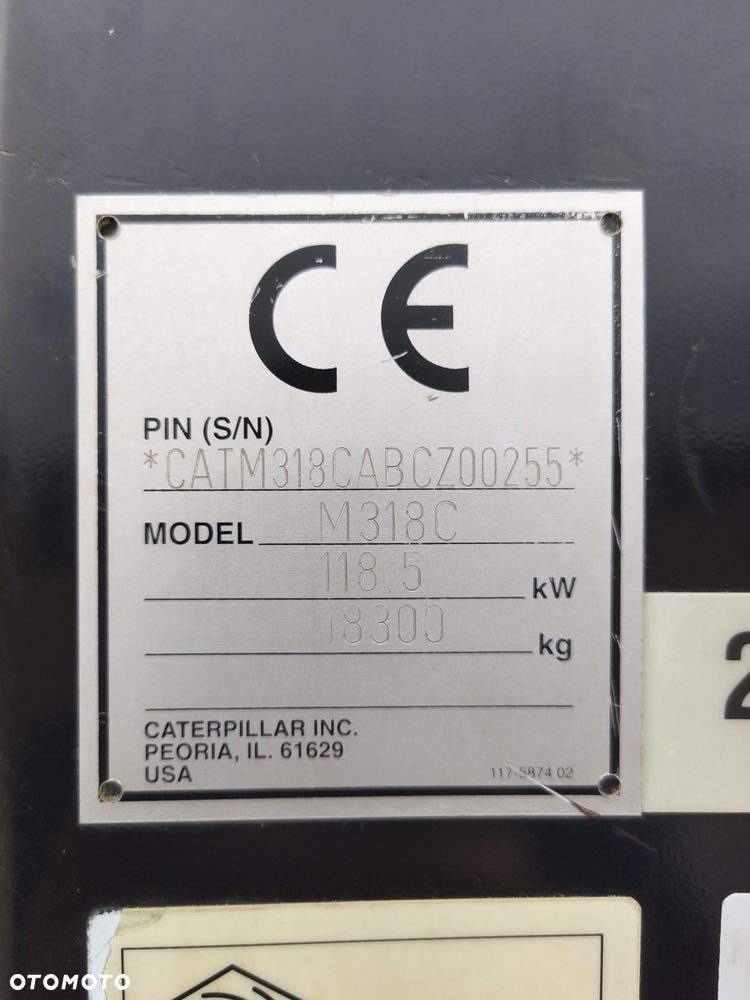 CE
PIN (S/N)
*CATM318CABCZ00255*
MODEL M318C
118.5 kW
18300 kg
2
CATERPILLAR INC.
PEORIA, IL. 61629
USA
117-5874 02
OTOMOTO